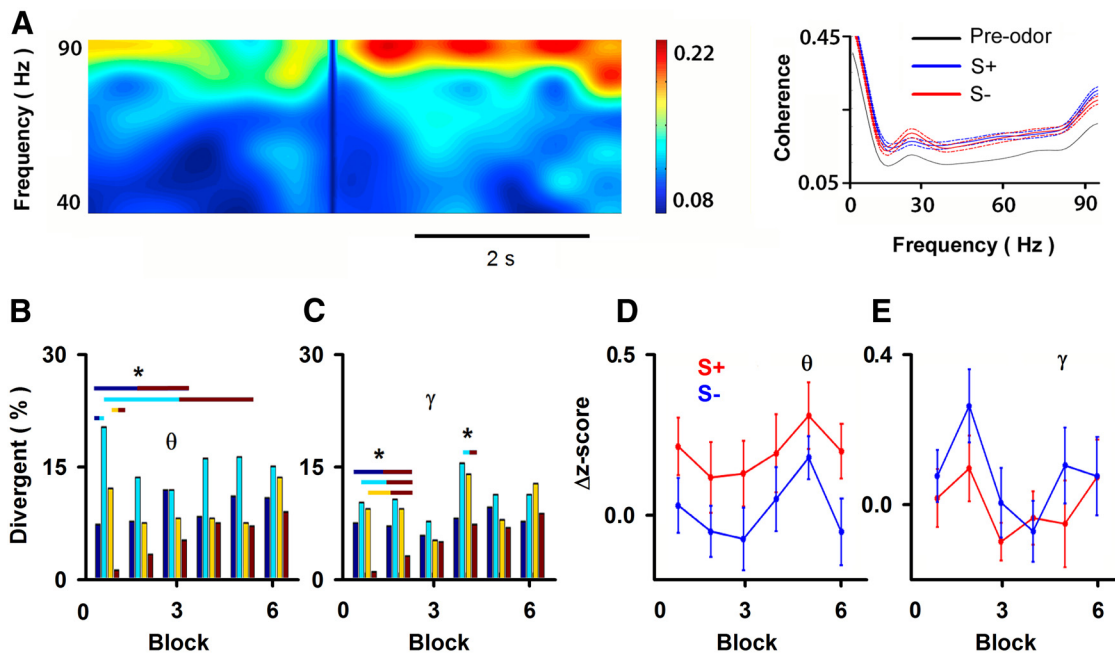 A
Frequency ( Hz )
90
40
0.22
0.08
2 s
Coherence
0.45
0.05
Pre-odor
S+
S-
0 30 60 90
Frequency ( Hz )
B
Divergent ( % )
30
15
0
*
θ
0 3 6
Block
C
30
15
0
γ
*
*
0 3 6
Block
D
Δz-score
0.5
0.0
S+
S-
θ
0 3 6
Block
E
0.4
0.0
γ
0 3 6
Block